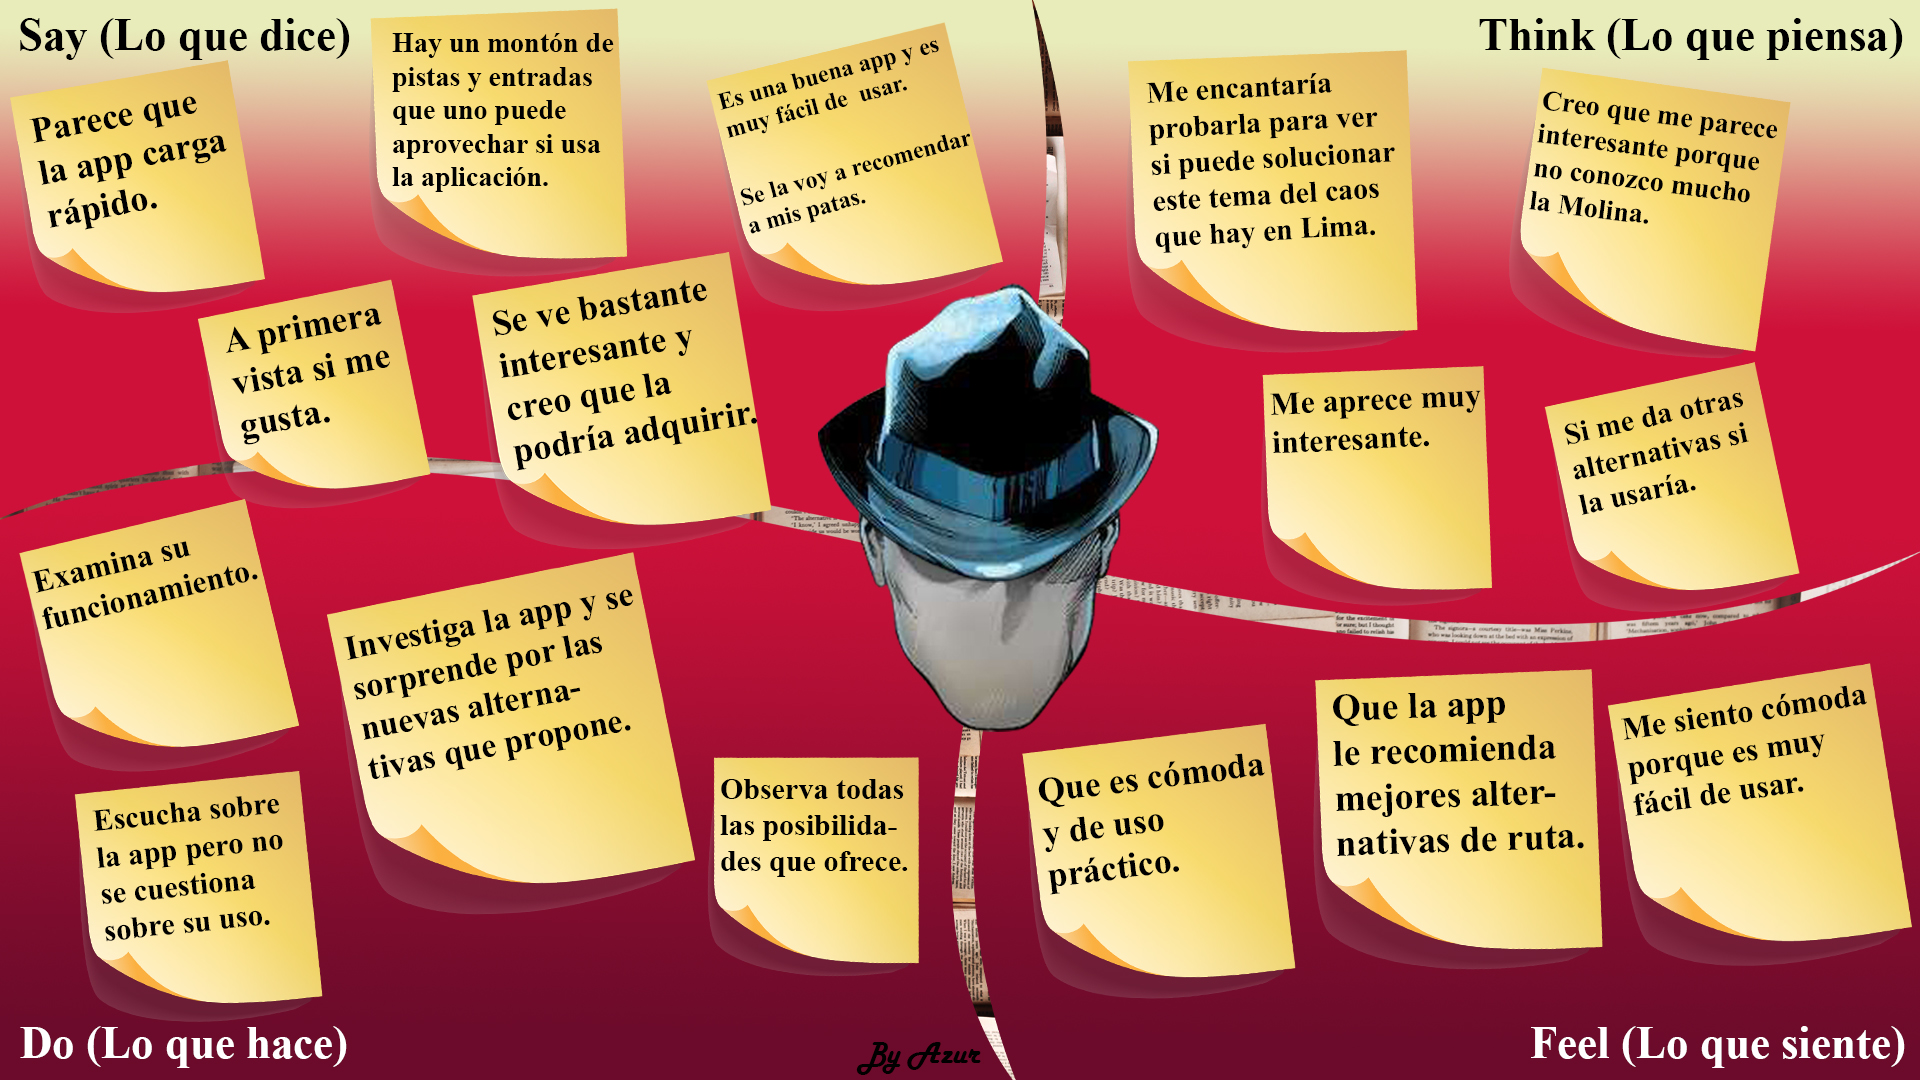 Say (Lo que dice)
Parece que
la app carga
rápido.
Hay un montón de
pistas y entradas
que uno puede
aprovechar si usa
la aplicación.
Es una buena app y es
muy fácil de usar.
Se la voy a recomendar
a mis patas.
A primera
vista si me
gusta.
Se ve bastante
interesante y
creo que la
podría adquirir.
Think (Lo que piensa)
Me encantaría
probarla para ver
si puede solucionar
este tema del caos
que hay en Lima.
Creo que me parece
interesante porque
no conozco mucho
la Molina.
Me aprece muy
interesante.
Si me da otras
alternativas si
la usaría.
Examina su
funcionamiento.
Investiga la app y se
sorprende por las
nuevas alterna-
tivas que propone.
Escucha sobre
la app pero no
se cuestiona
sobre su uso.
Observa todas
las posibilida-
des que ofrece.
Do (Lo que hace)
Que es cómoda
y de uso
práctico.
Que la app
le recomienda
mejores alter-
nativas de ruta.
Me siento cómoda
porque es muy
fácil de usar.
Feel (Lo que siente)
By Azur